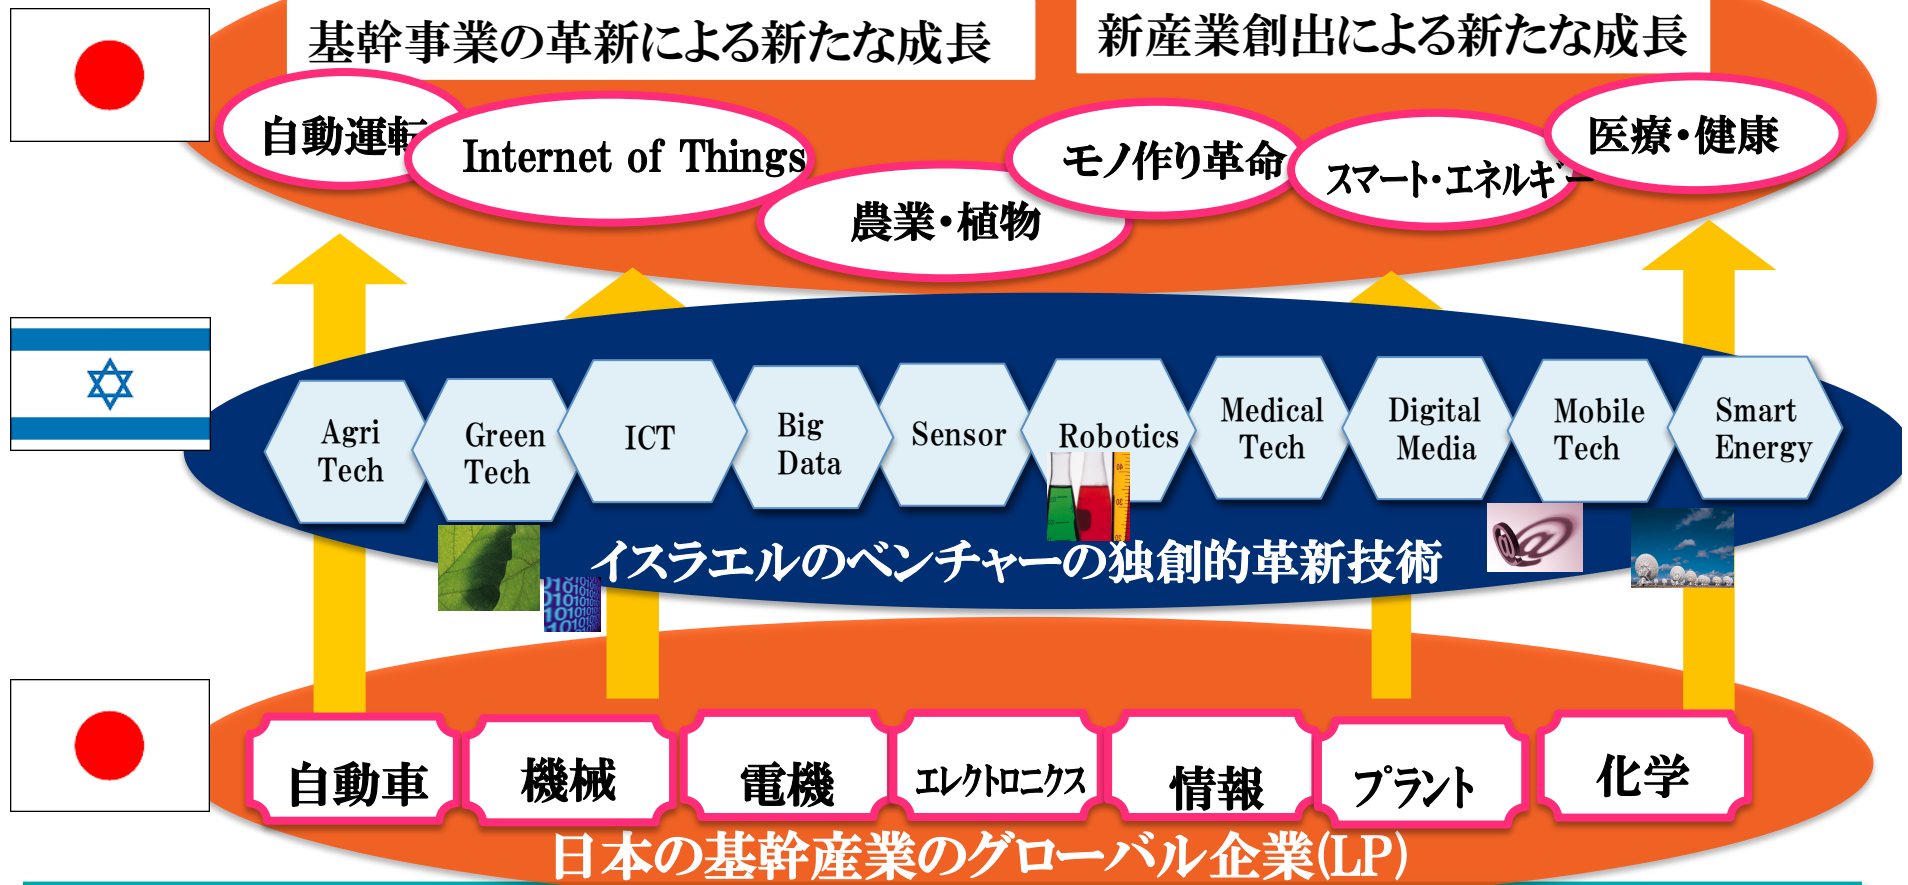 基幹事業の革新による新たな成長
新産業創出による新たな成長
自動運転
Internet of Things
農業・植物
モノ作り革命
スマート・エネルギー
医療・健康
Agri
Tech
Green
Tech
ICT
Big
Data
Sensor
Robotics
Medical
Tech
Digital
Media
Mobile
Tech
Smart
Energy
イスラエルのベンチャーの独創的革新技術
自動車
機械
電機
エレクトロニクス
情報
プラント
化学
日本の基幹産業のグローバル企業(LP)